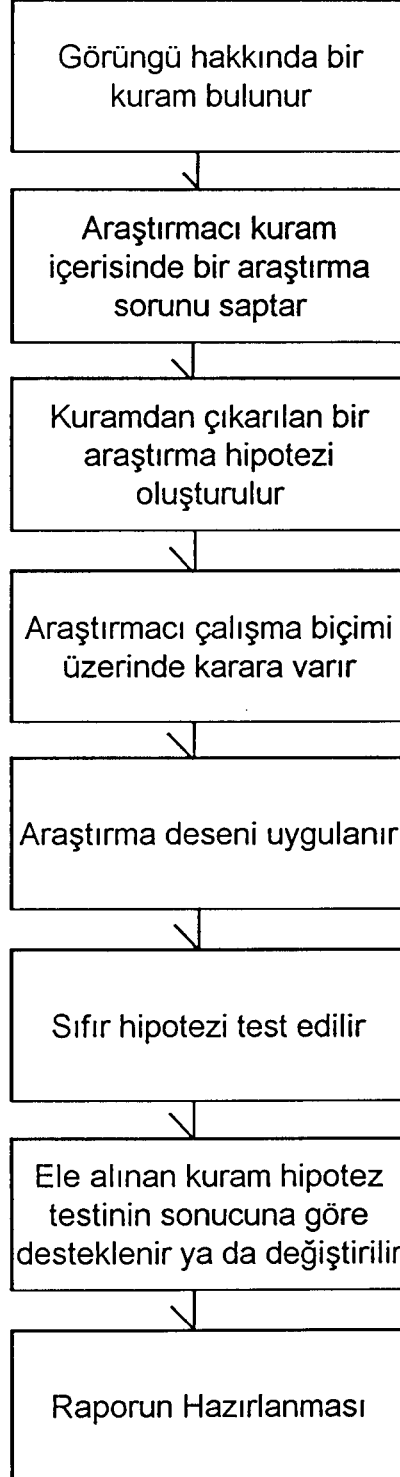 Görüngü hakkında bir
kuram bulunur
Araştırmacı kuram
içerisinde bir araştırma
sorunu saptar
Kuramdan çıkarılan bir
araştırma hipotezi
oluşturulur
Araştırmacı çalışma biçimi
üzerinde karara varır
Araştırma deseni uygulanır
Sıfır hipotezi test edilir
Ele alınan kuram hipotez
testinin sonucuna göre
desteklenir ya da değiştirilir
Raporun Hazırlanması